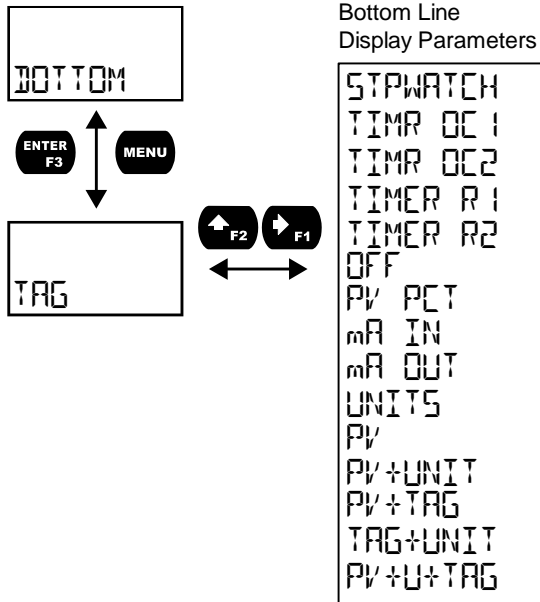 Bottom Line
Display Parameters
BOTTOM
ENTER
F3
MENU
TAG
F2
F1
STPWATCH
TIMR OC1
TIMR OC2
TIMER R1
TIMER R2
OFF
PV PCT
mA IN
mA OUT
UNITS
PV
PV+UNIT
PV+TAG
TAG+UNIT
PV+U+TAG